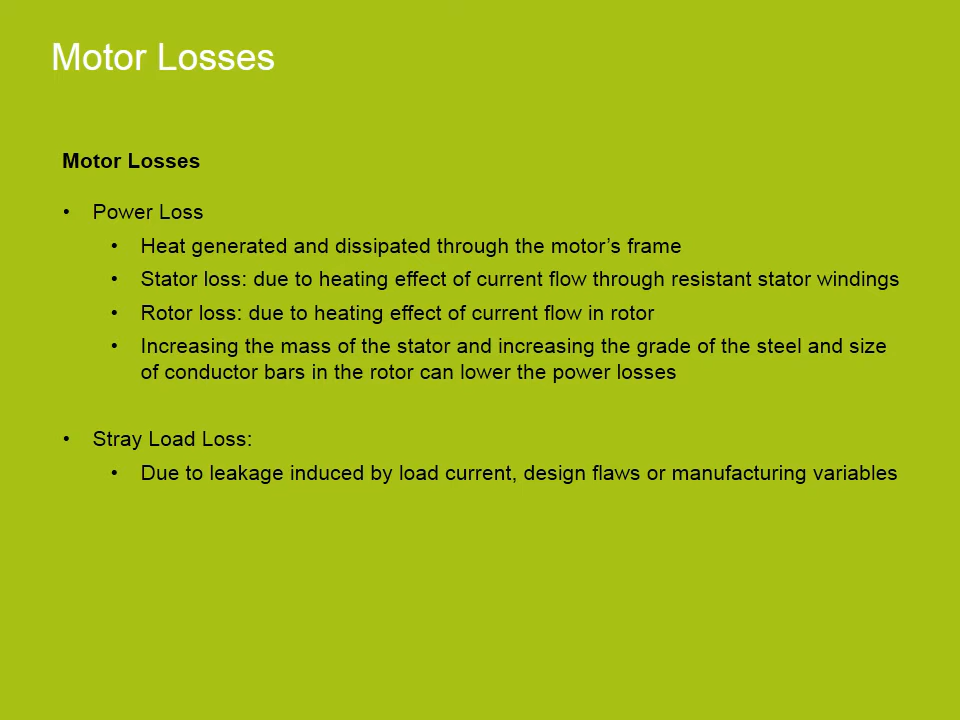 Motor Losses
Motor Losses
• Power Loss
• Heat generated and dissipated through the motor’s frame
• Stator loss: due to heating effect of current flow through resistant stator windings
• Rotor loss: due to heating effect of current flow in rotor
• Increasing the mass of the stator and increasing the grade of the steel and size
of conductor bars in the rotor can lower the power losses
• Stray Load Loss:
• Due to leakage induced by load current, design flaws or manufacturing variables